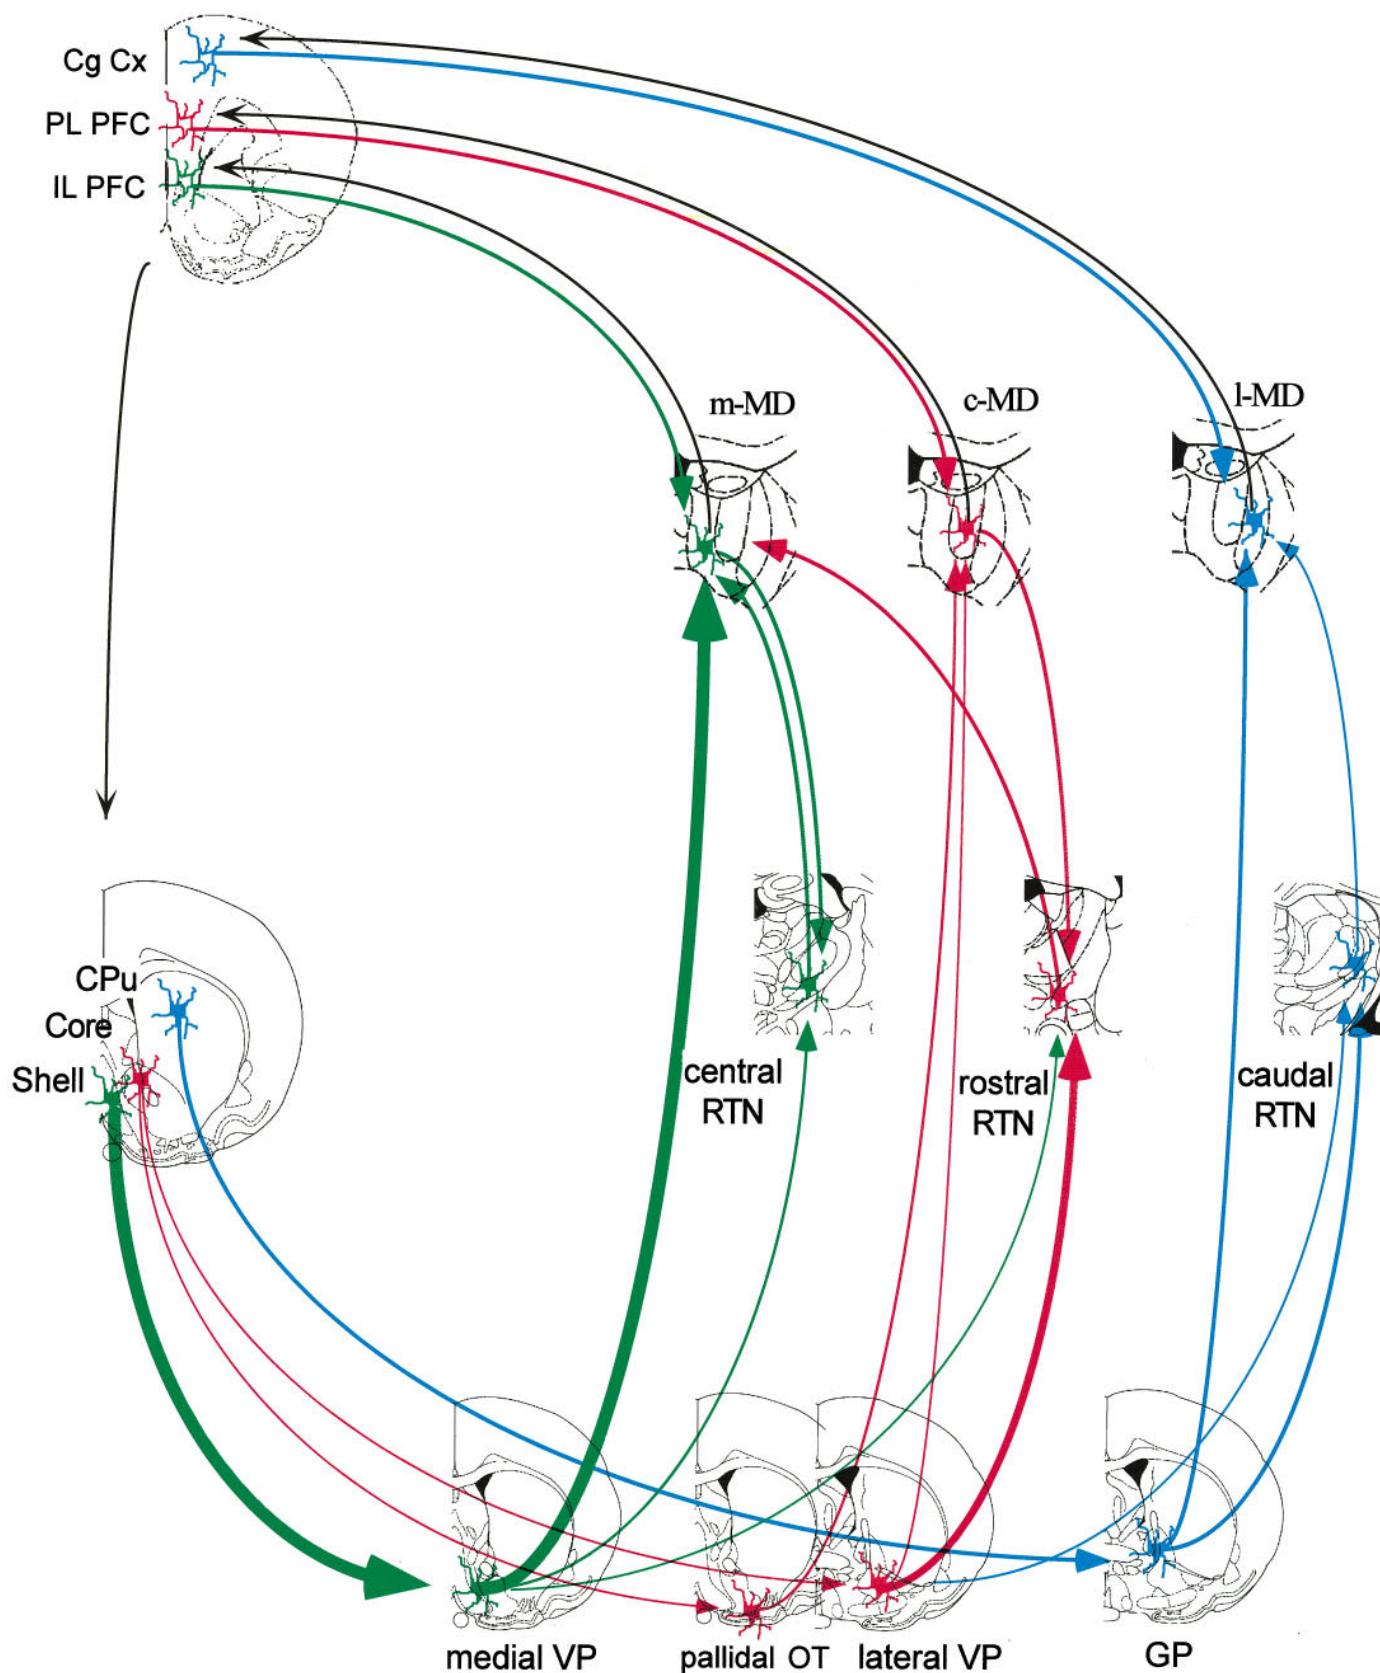 Cg Cx
PL PFC
IL PFC
m-MD
c-MD
l-MD
CPu
Core
Shell
central
RTN
rostral
RTN
caudal
RTN
medial VP
pallidal OT
lateral VP
GP